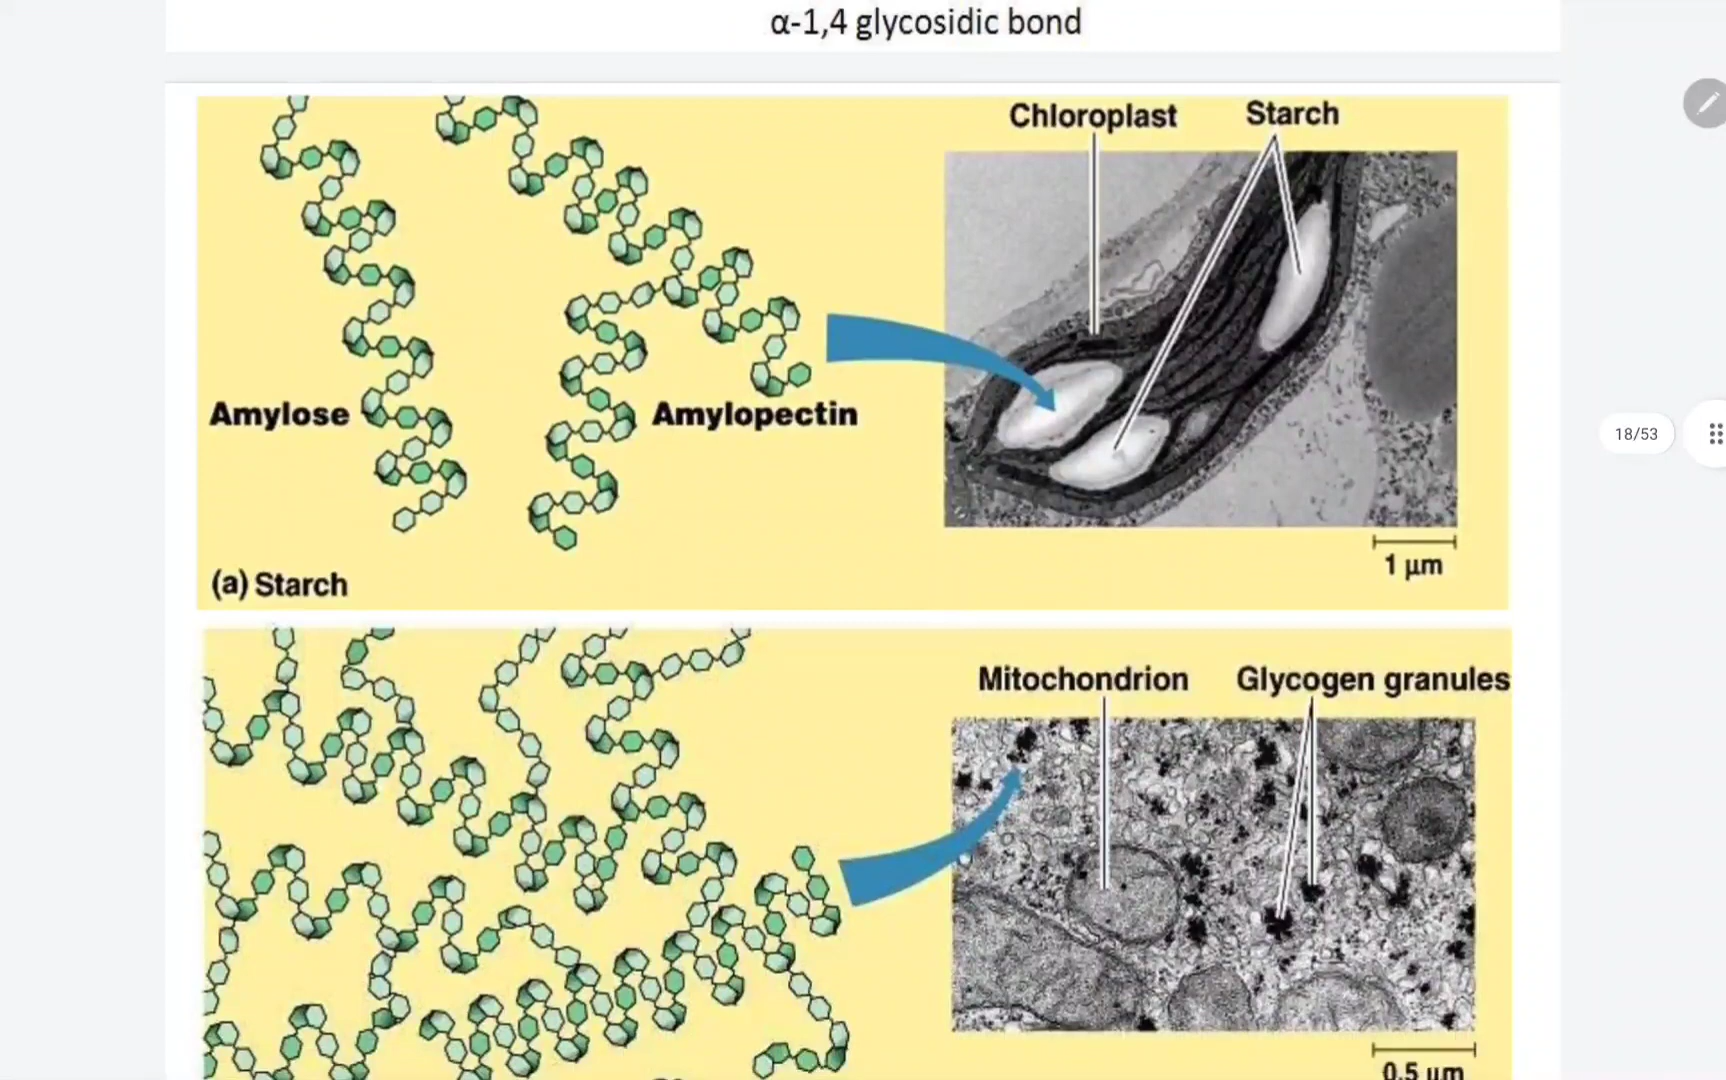 α-1,4 glycosidic bond
Chloroplast
Starch
Amylose
Amylopectin
1 µm
(a) Starch
18/53
Mitochondrion
Glycogen granules
0.5 µm